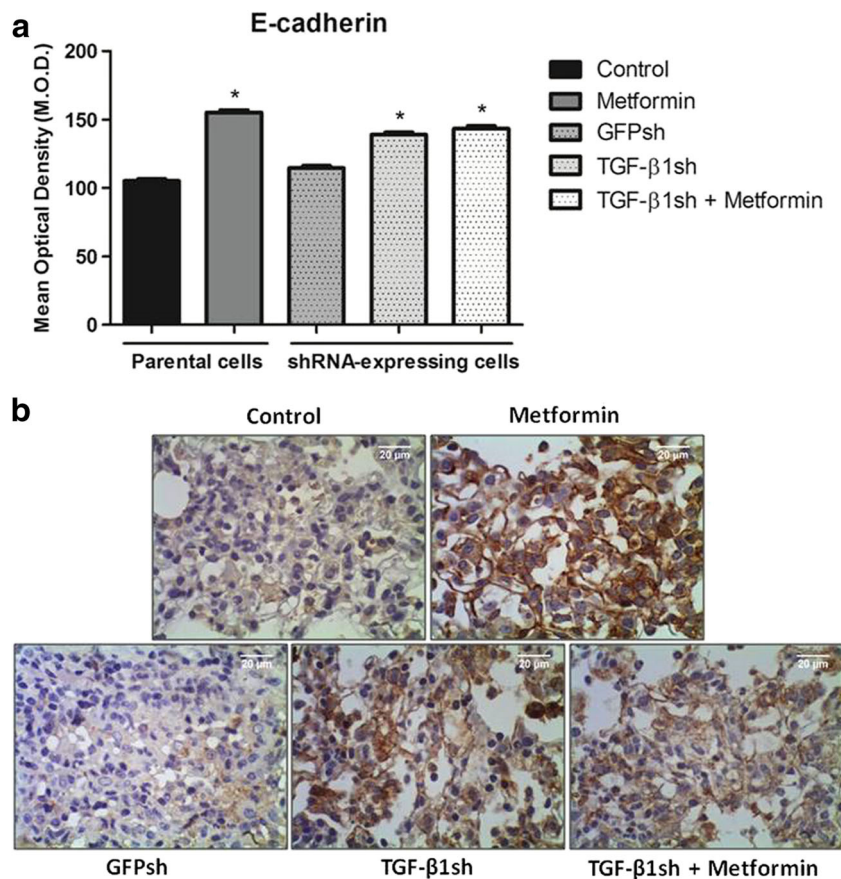 a
E-cadherin
Mean Optical Density (M.O.D.)
200
150
100
50
0
*
*
*
Parental cells
shRNA-expressing cells
Control
Metformin
GFPsh
TGF-β1sh
TGF-β1sh + Metformin
b
Control
Metformin
20 µm
20 µm
20 µm
20 µm
20 µm
GFPsh
TGF-β1sh
TGF-β1sh + Metformin